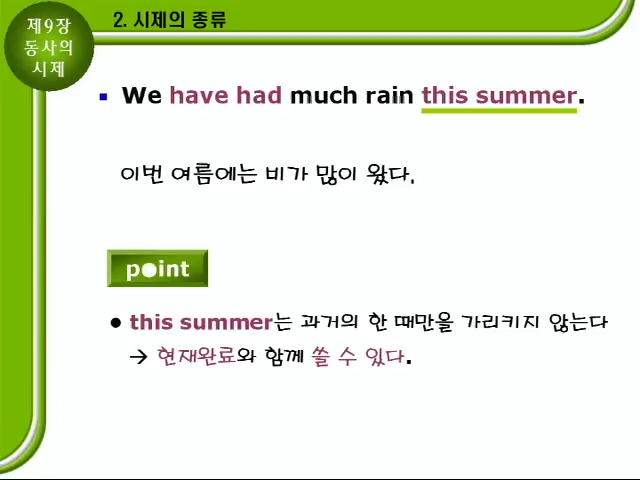 제9장
동사의
시제
2. 시제의 종류
▪ We have had much rain this summer.
이번 여름에는 비가 많이 왔다.
point
● this summer는 과거의 한 때만을 가리키지 않는다
→ 현재완료와 함께 쓸 수 있다.